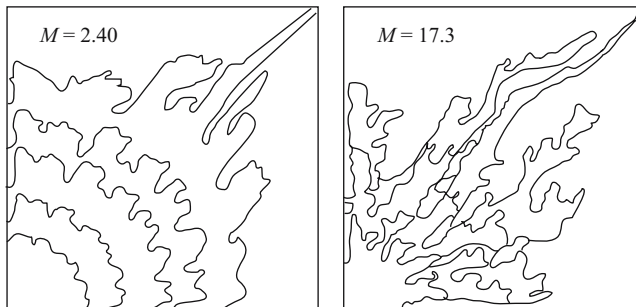 M = 2.40
M = 17.3